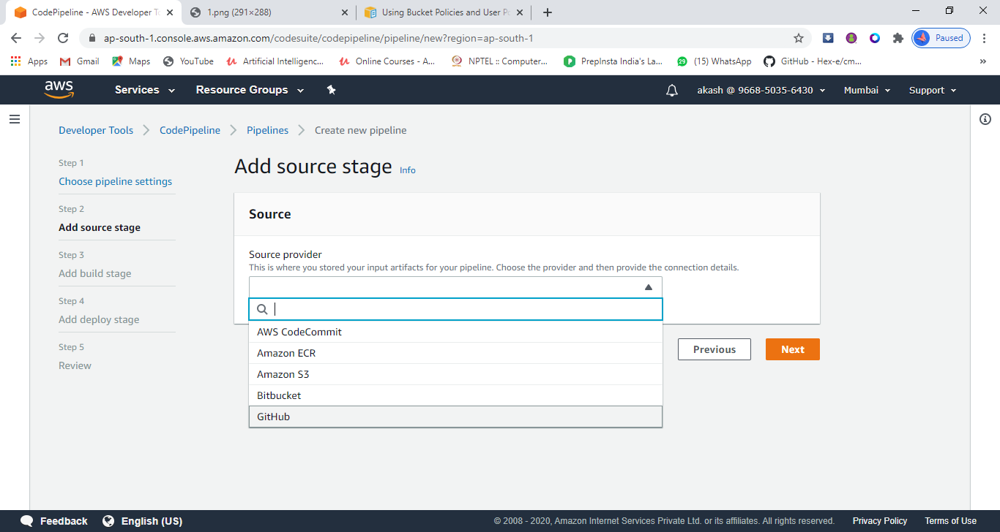 CodePipeline - AWS Developer To
1.png (291×288)
Using Bucket Policies and User Po
ap-south-1.console.aws.amazon.com/codesuite/codepipeline/pipeline/new?region=ap-south-1
Paused
Apps
Gmail
Maps
YouTube
Artificial Intelligenc...
Online Courses - A...
NPTEL :: Computer...
PrepInsta India's La...
29
(15) WhatsApp
GitHub - Hex-e/cm...
»
aws
Services
Resource Groups
akash @ 9668-5035-6430
Mumbai
Support
Developer Tools
CodePipeline
Pipelines
Create new pipeline
Step 1
Choose pipeline settings
Step 2
Add source stage
Step 3
Add build stage
Step 4
Add deploy stage
Step 5
Review
Add source stage Info
Source
Source provider
This is where you stored your input artifacts for your pipeline. Choose the provider and then provide the connection details.
AWS CodeCommit
Amazon ECR
Amazon S3
Bitbucket
GitHub
Previous
Next
Feedback
English (US)
© 2008 - 2020, Amazon Internet Services Private Ltd. or its affiliates. All rights reserved.
Privacy Policy
Terms of Use